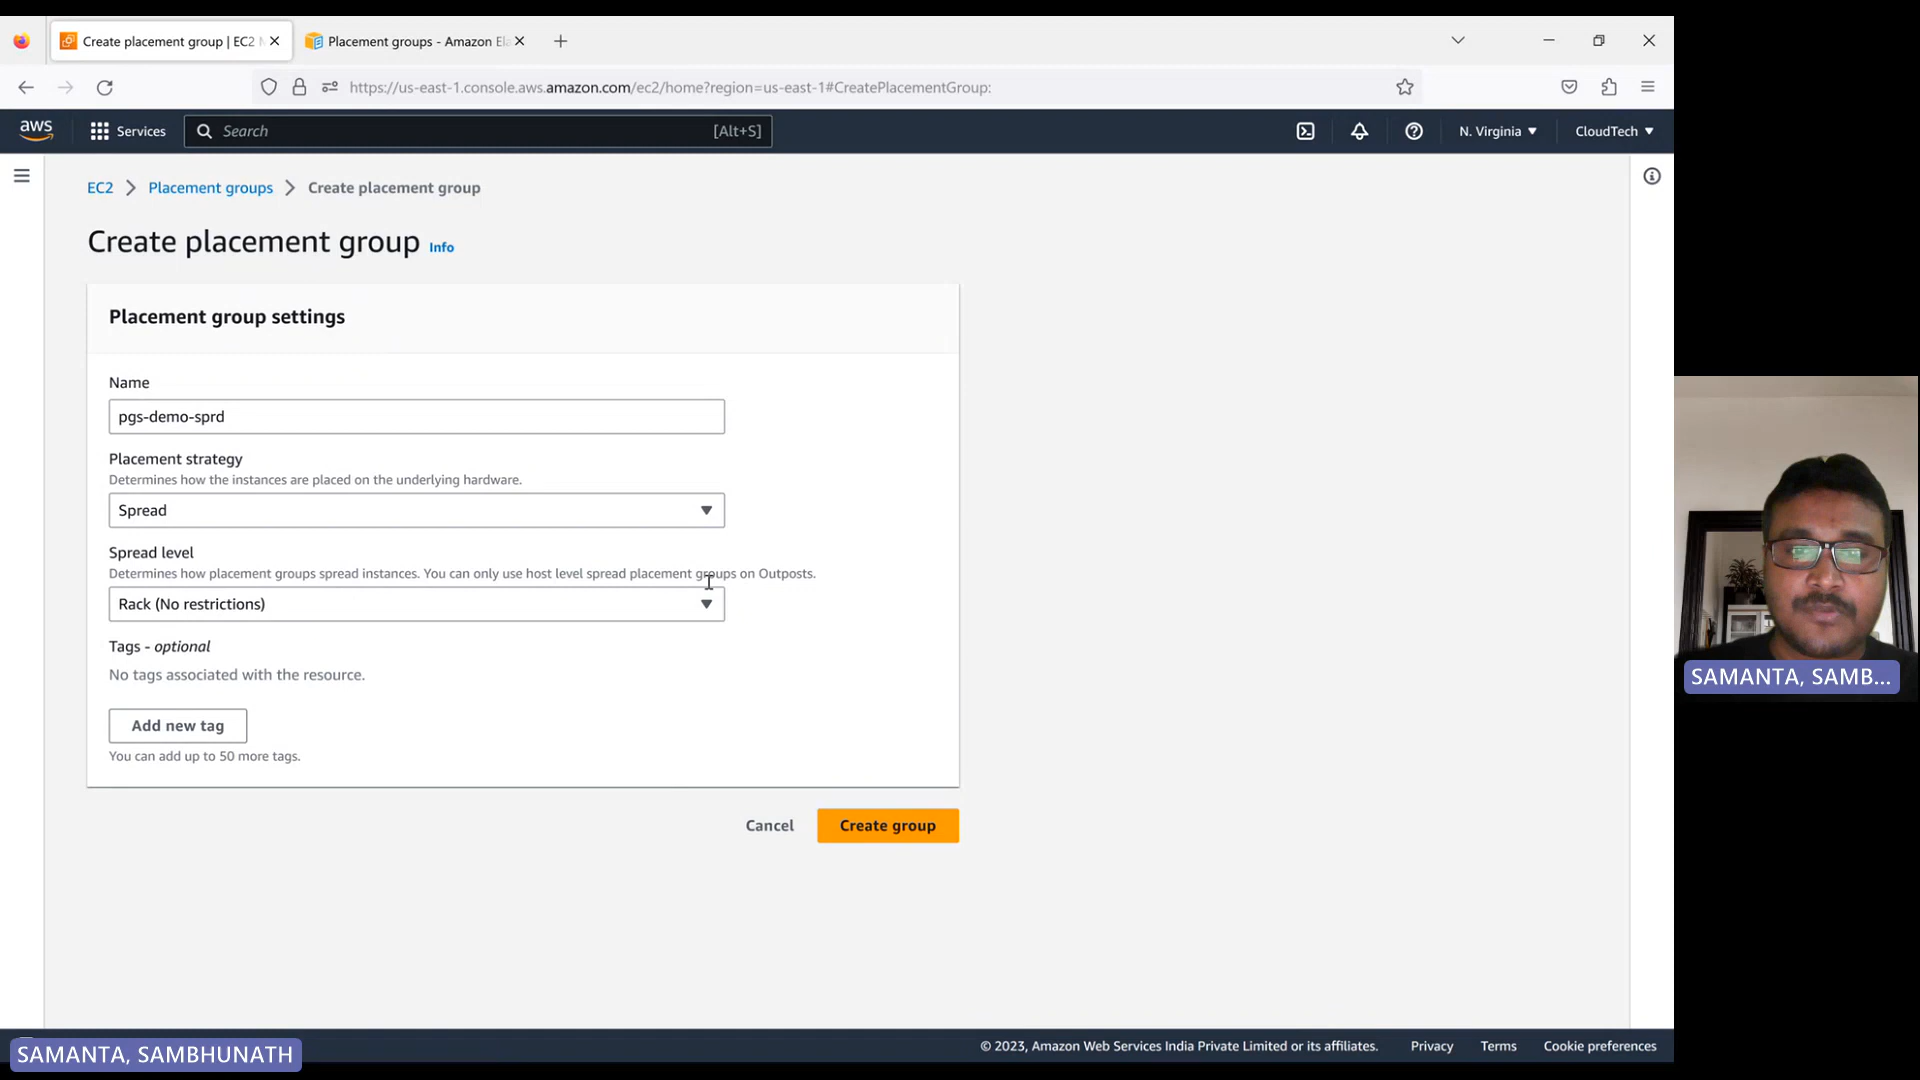 Create placement group | EC2 M
Placement groups - Amazon Ela
https://us-east-1.console.aws.amazon.com/ec2/home?region=us-east-1#CreatePlacementGroup:
aws
Services
Search
[Alt+S]
N. Virginia
CloudTech
EC2
Placement groups
Create placement group
Create placement group Info
Placement group settings
Name
pgs-demo-sprd
Placement strategy
Determines how the instances are placed on the underlying hardware.
Spread
Spread level
Determines how placement groups spread instances. You can only use host level spread placement groups on Outposts.
Rack (No restrictions)
Tags - optional
No tags associated with the resource.
Add new tag
You can add up to 50 more tags.
Cancel
Create group
SAMANTA, SAMB...
SAMANTA, SAMBHUNATH
© 2023, Amazon Web Services India Private Limited or its affiliates.
Privacy
Terms
Cookie preferences